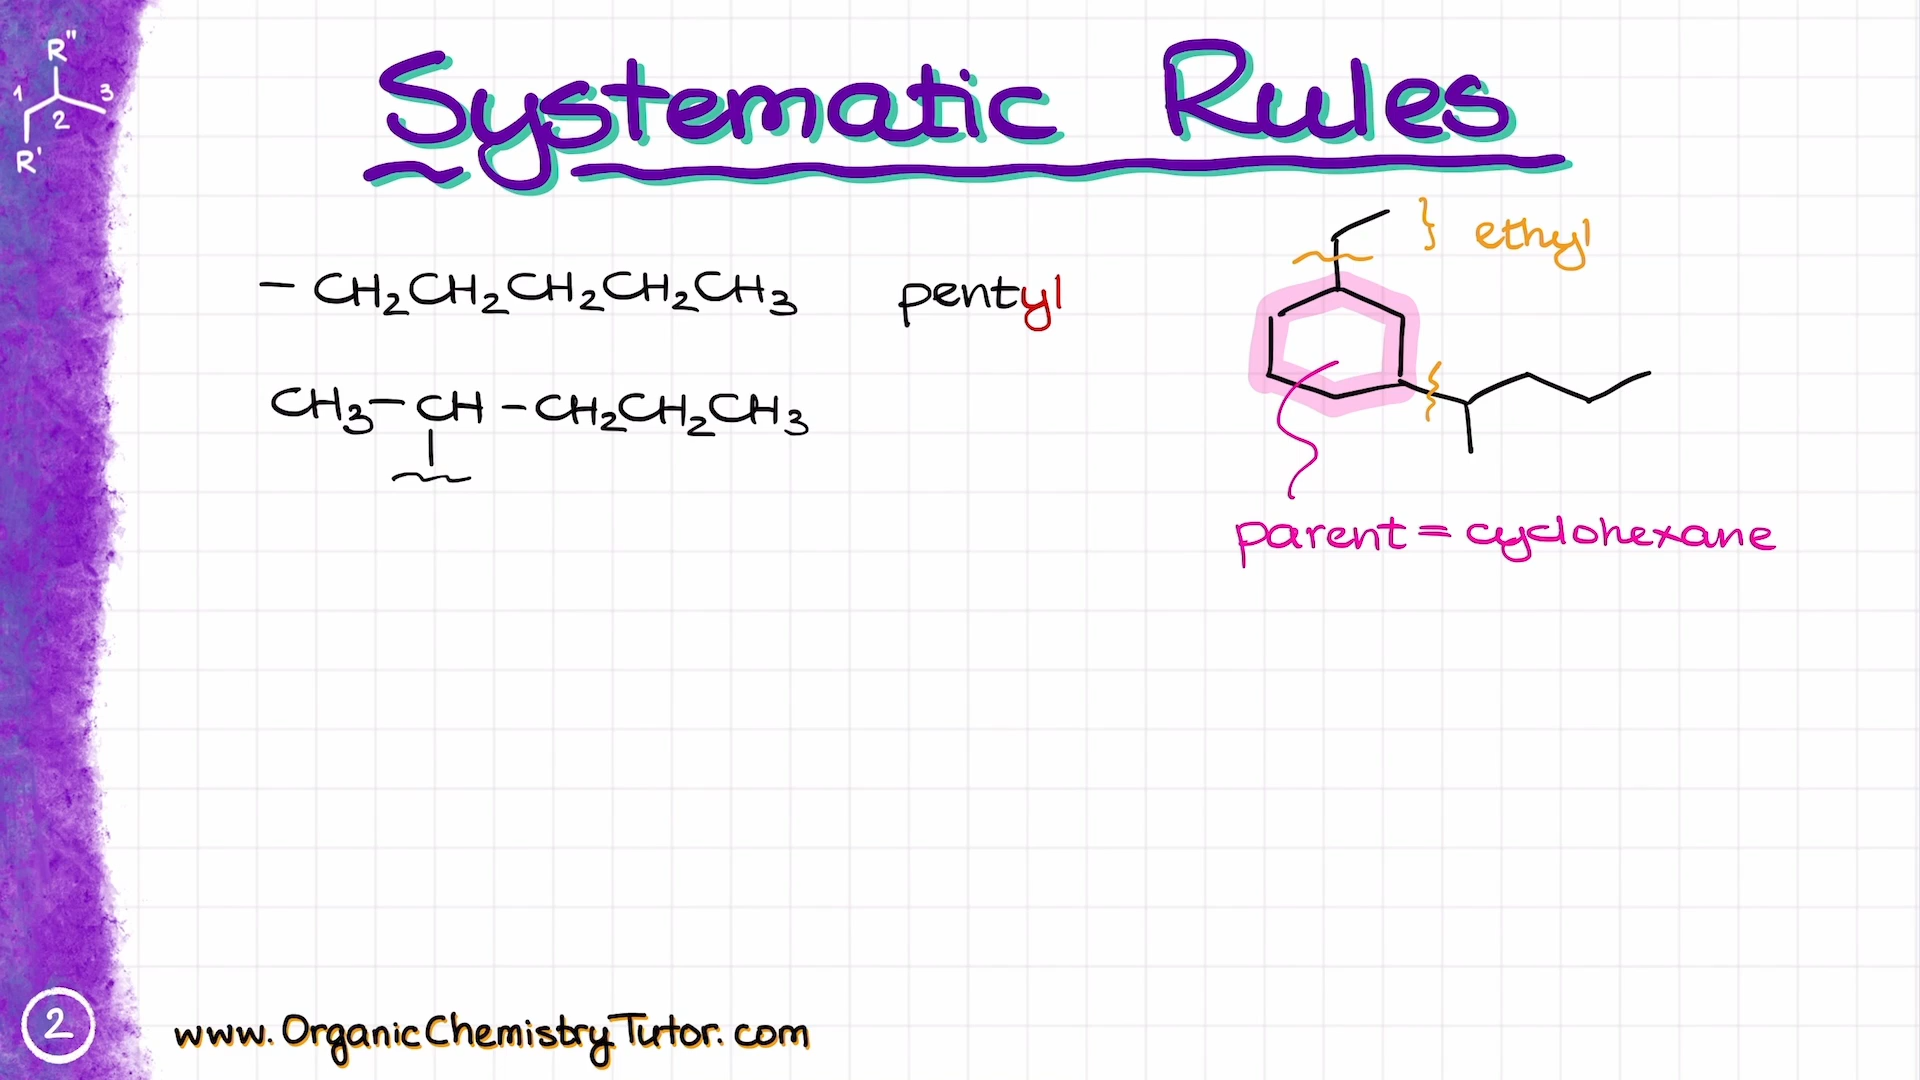 R"
1 3
2
R'
Systematic Rules
– CH₂CH₂CH₂CH₂CH₃ pentyl
} ethyl
CH₃–CH–CH₂CH₂CH₃
parent = cyclohexane
2
www.OrganicChemistryTutor.com